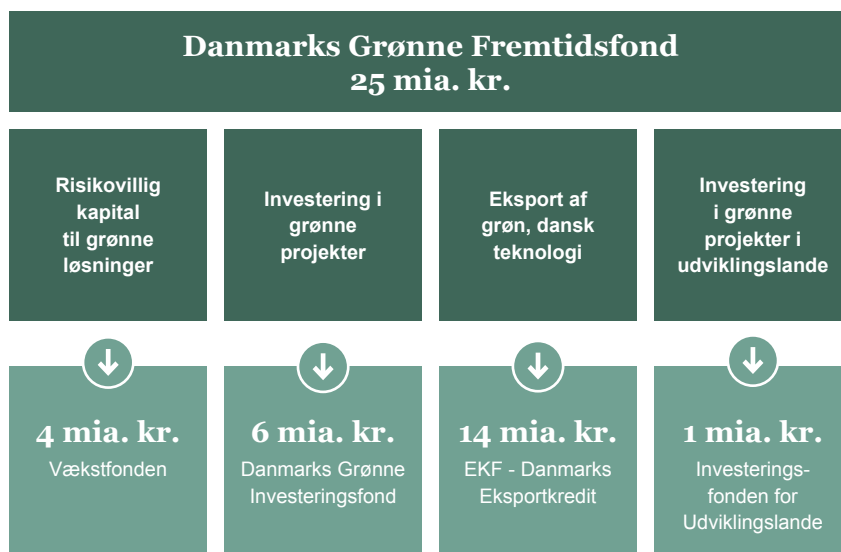 Danmarks Grønne Fremtidsfond
25 mia. kr.
Risikovillig
kapital
til grønne
løsninger
Investering i
grønne
projekter
Eksport af
grøn, dansk
teknologi
Investering
i grønne
projekter i
udviklingslande
4 mia. kr.
Vækstfonden
6 mia. kr.
Danmarks Grønne
Investeringsfond
14 mia. kr.
EKF - Danmarks
Eksportkredit
1 mia. kr.
Investerings-
fonden for
Udviklingslande